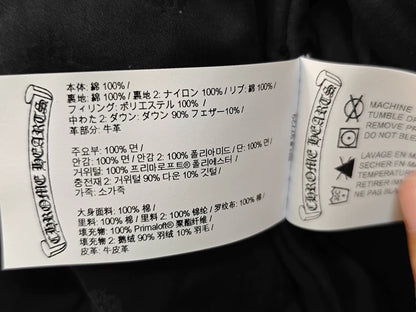 CHROME HEARTS
本体: 綿 100% /
裏地: 綿 100% / 裏地 2: ナイロン 100% / リブ: 綿 100% /
フィリング: ポリエステル 100% /
中わた 2: ダウン: ダウン 90% フェザー 10% /
革部分: 牛革
주요부: 100% 면 /
안감: 100% 면 / 안감 2: 100% 폴리아미드 / 단: 100% 면 /
거위털: 100% 프리마로프트® 폴리에스터 /
충전재 2: 거위털 90% 다운 10% 깃털 /
가죽: 소가죽
大身面料: 100% 棉 /
里料: 100% 棉 / 里料 2: 100% 锦纶 / 罗纹布: 100% 棉 /
填充物: 100% Primaloft® 聚酯纤维 /
填充物 2: 鹅绒 90% 羽绒 10% 羽毛 /
皮革: 牛皮革
CHROME HEARTS
MACHINE
TUMBLE D
REMOVE P
DO NOT BLE
LAVAGE EN M
SECHER EN MA
TEMPERATUR
RETIRER IMM
NE PAS BLAN